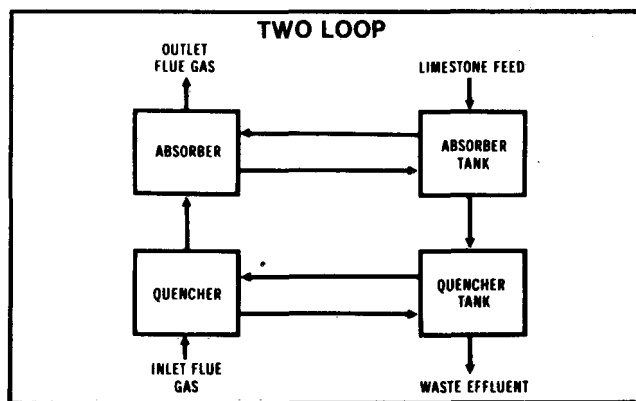 TWO LOOP
OUTLET
FLUE GAS
LIMESTONE FEED
ABSORBER
ABSORBER
TANK
QUENCHER
QUENCHER
TANK
INLET FLUE
GAS
WASTE EFFLUENT